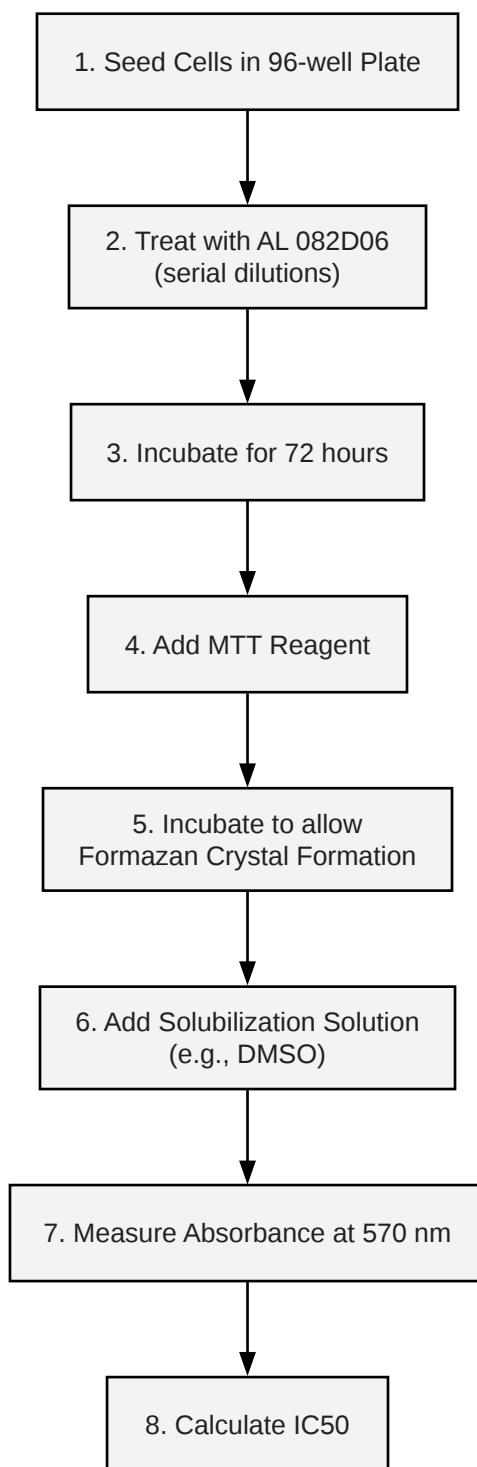 1. Seed Cells in 96-well Plate
2. Treat with AL 082D06
(serial dilutions)
3. Incubate for 72 hours
4. Add MTT Reagent
5. Incubate to allow
Formazan Crystal Formation
6. Add Solubilization Solution
(e.g., DMSO)
7. Measure Absorbance at 570 nm
8. Calculate IC50